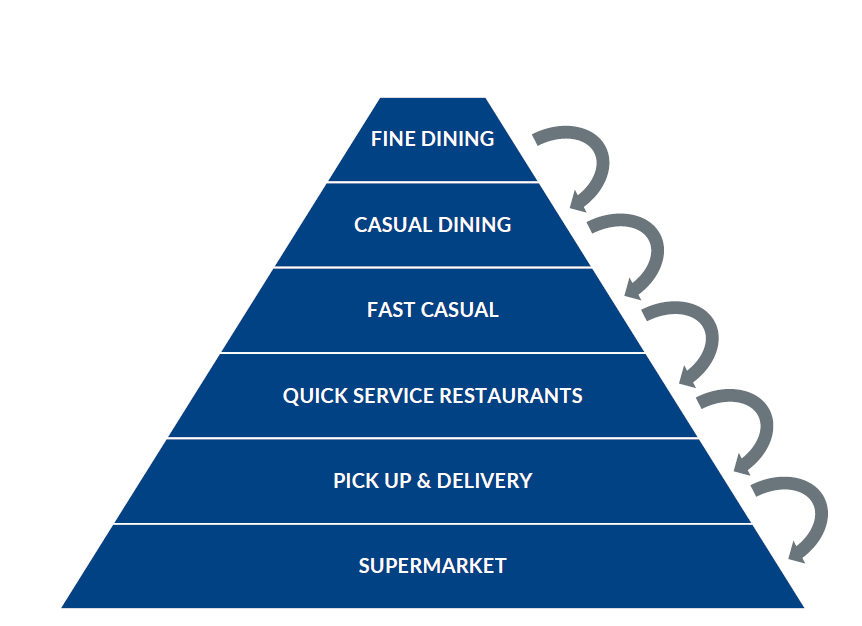 FINE DINING
CASUAL DINING
FAST CASUAL
QUICK SERVICE RESTAURANTS
PICK UP & DELIVERY
SUPERMARKET